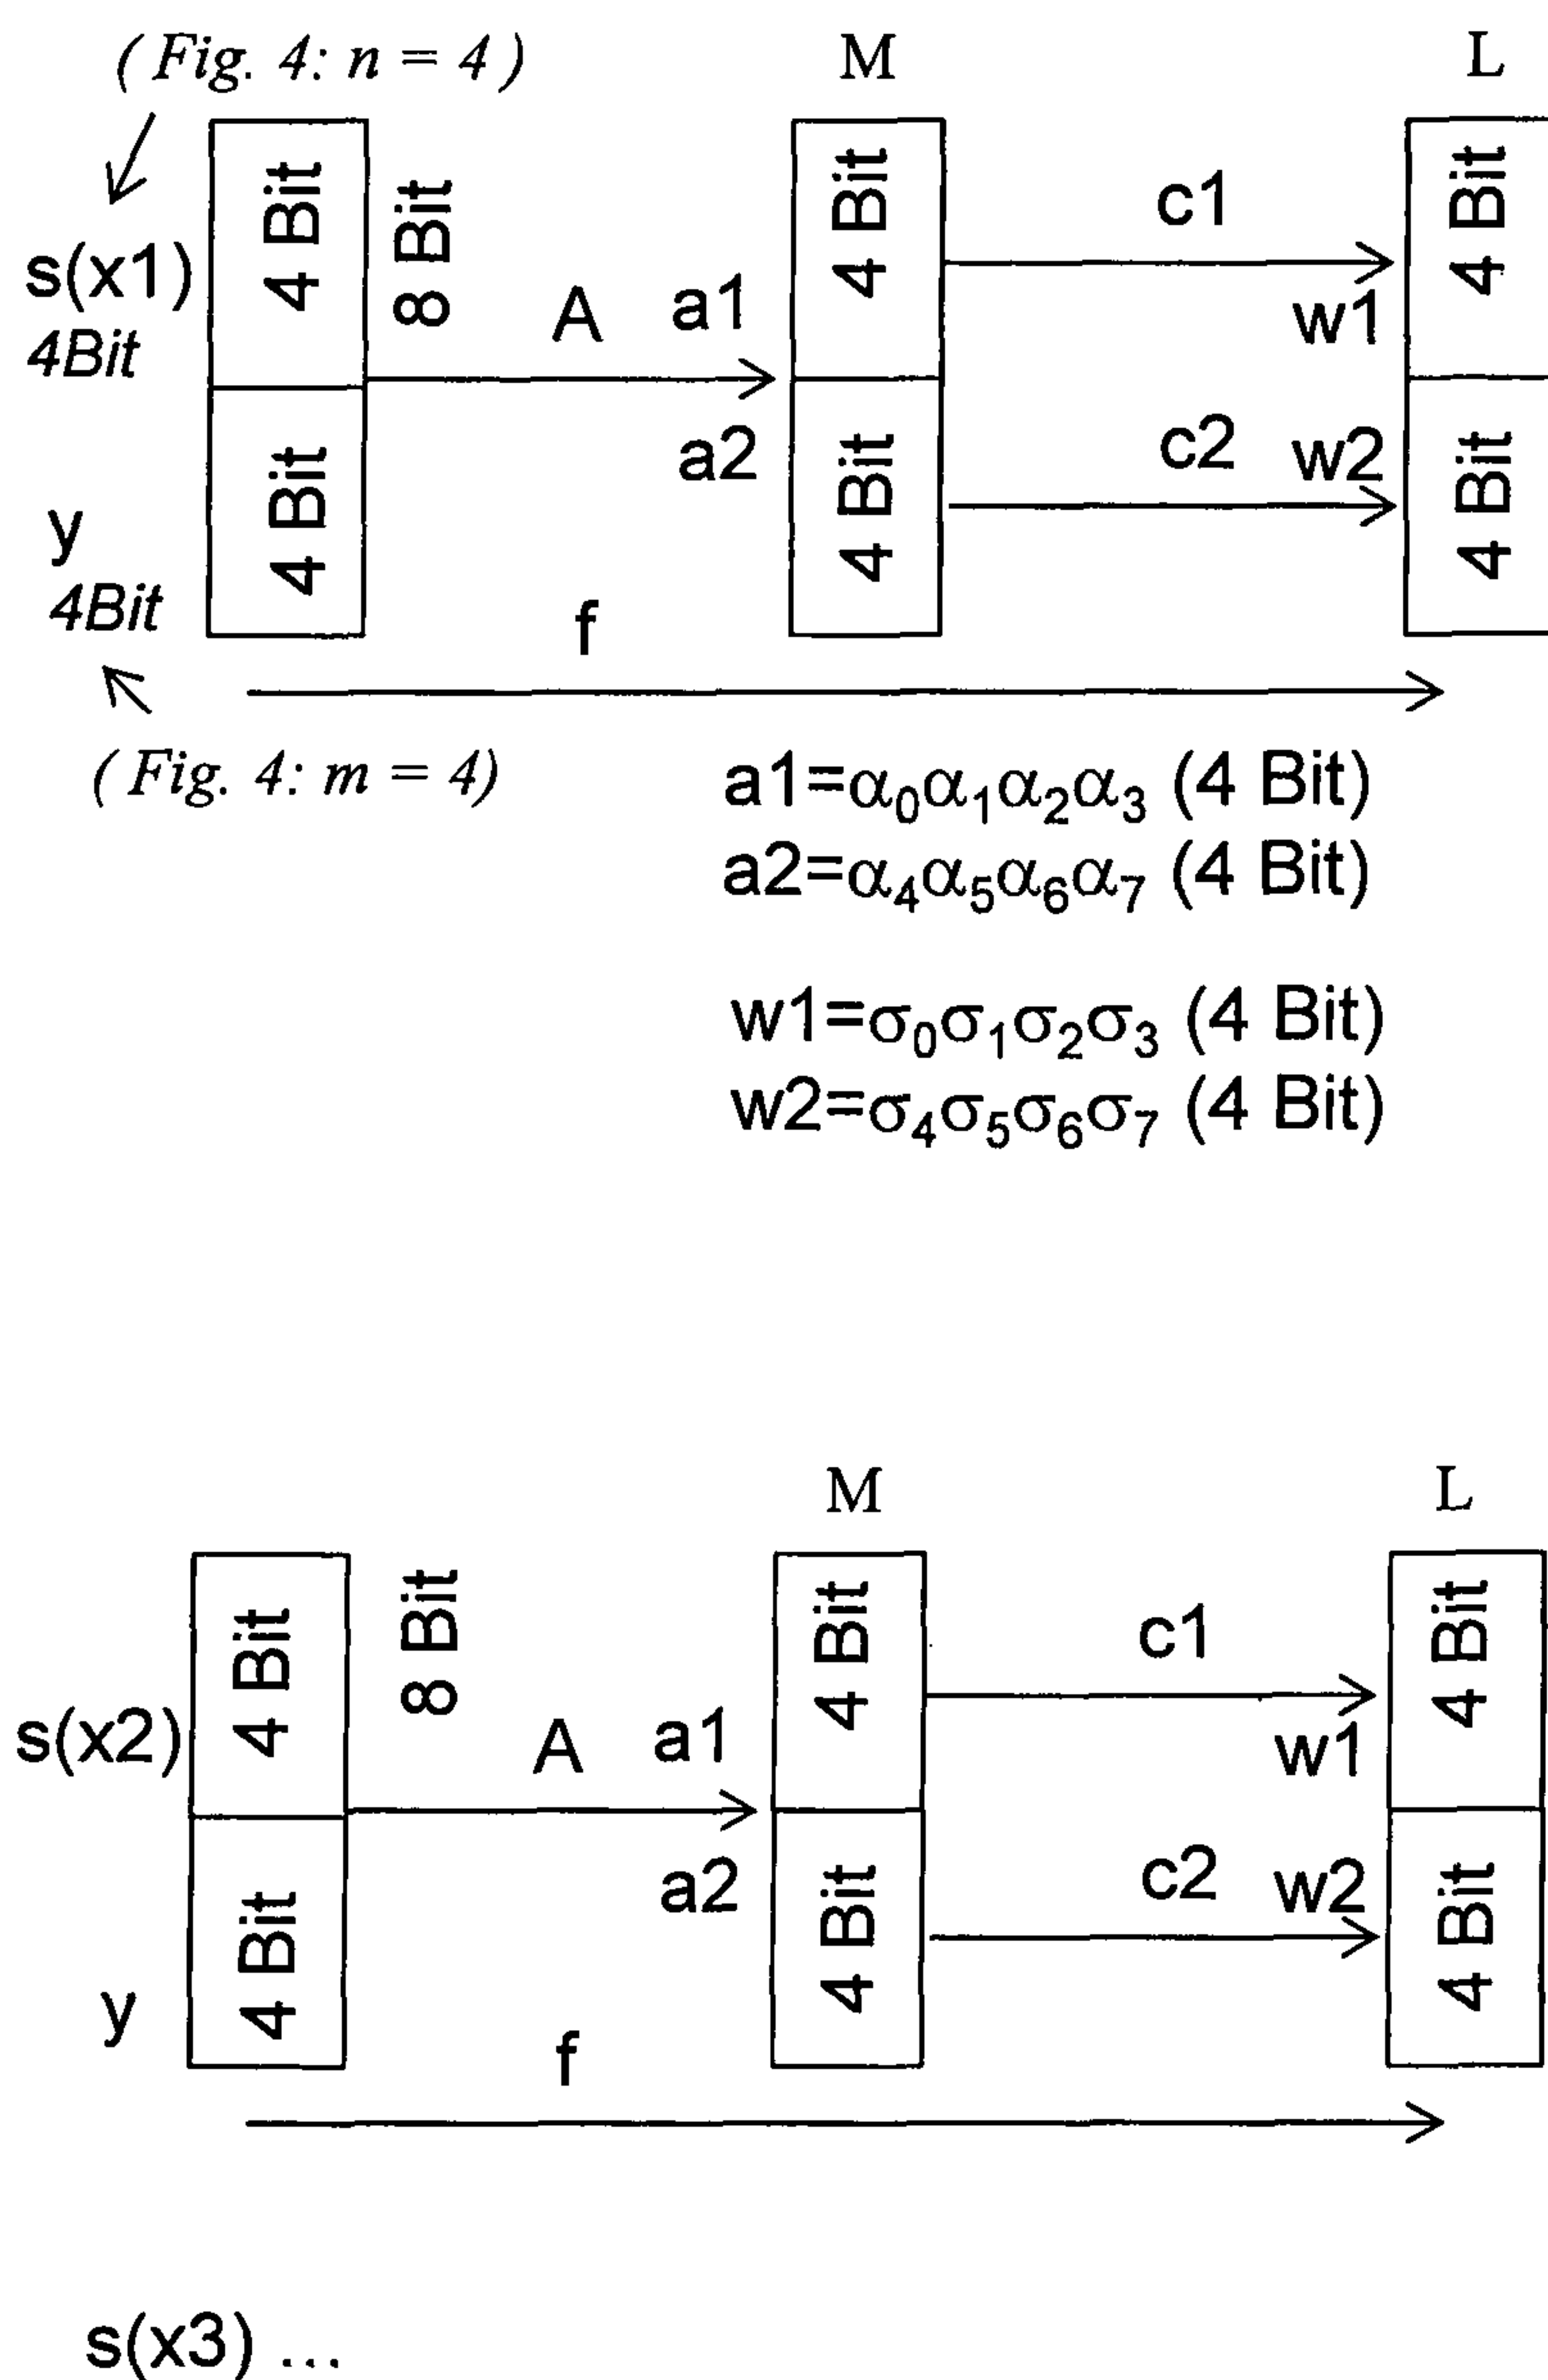 ( Fig. 4: n = 4 )
M
L
4 Bit
8 Bit
4 Bit
c1
4 Bit
s(x1)
4Bit
A
a1
w1
4 Bit
a2
4 Bit
c2
w2
4 Bit
y
4Bit
f
( Fig. 4: m = 4)
a1=α₀α₁α₂α₃ (4 Bit)
a2=α₄α₅α₆α₇ (4 Bit)
w1=σ₀σ₁σ₂σ₃ (4 Bit)
w2=σ₄σ₅σ₆σ₇ (4 Bit)
M
L
4 Bit
8 Bit
4 Bit
c1
4 Bit
s(x2)
A
a1
w1
4 Bit
a2
4 Bit
c2
w2
4 Bit
y
f
s(x3) ...